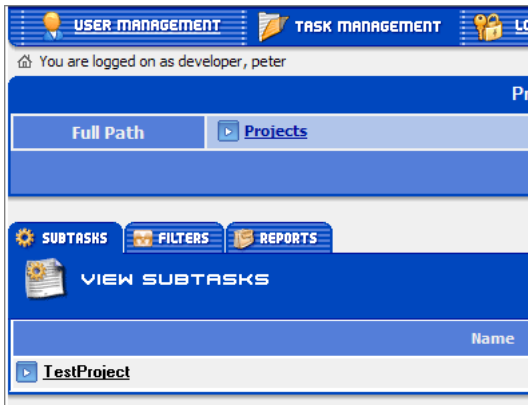 USER MANAGEMENT TASK MANAGEMENT
You are logged on as developer, peter
Full Path Projects
SUBTASKS FILTERS REPORTS
VIEW SUBTASKS
Name
TestProject